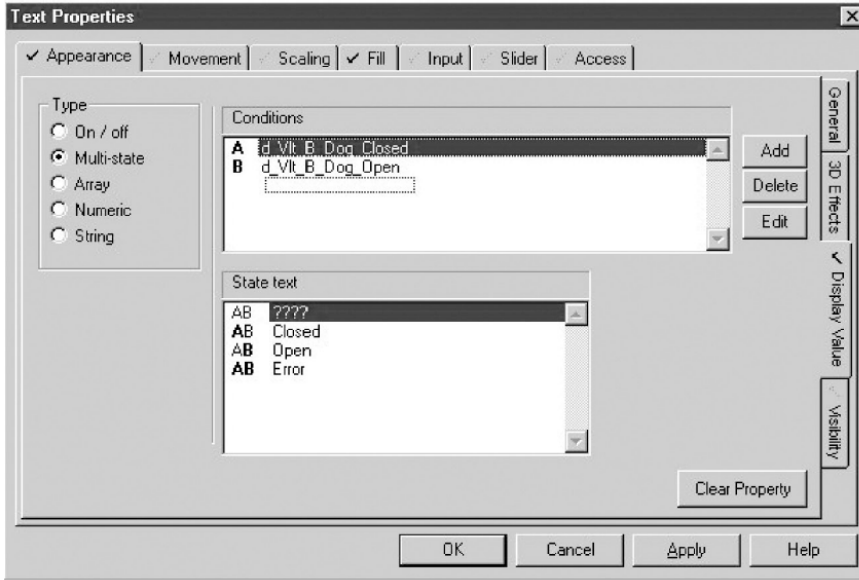 Text Properties
Appearance Movement Scaling Fill Input Slider Access
Type
On / off
Multi-state
Array
Numeric
String
Conditions
A d_Vlt_B_Dog_Closed
B d_Vlt_B_Dog_Open
Add
Delete
Edit
State text
AB ????
AB Closed
AB Open
AB Error
General
3D Effects
Display Value
Visibility
Clear Property
OK Cancel Apply Help